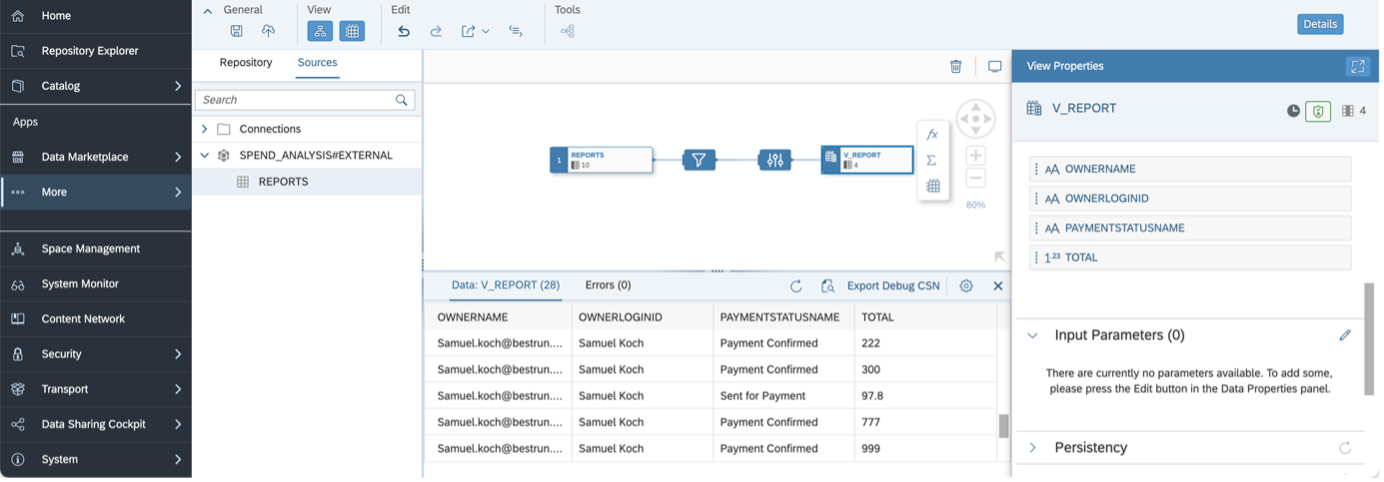 Home
Repository Explorer
Catalog
Apps
Data Marketplace
More
Space Management
System Monitor
Content Network
Security
Transport
Data Sharing Cockpit
System
General
View
Edit
Tools
Details
Repository
Sources
Search
Connections
SPEND_ANALYSIS#EXTERNAL
REPORTS
1
REPORTS
10
V_REPORT
4
fx
Σ
80%
Data: V_REPORT (28)
Errors (0)
Export Debug CSN
OWNERNAME OWNERLOGINID PAYMENTSTATUSNAME TOTAL
Samuel.koch@bestrun.... Samuel Koch Payment Confirmed 222
Samuel.koch@bestrun.... Samuel Koch Payment Confirmed 300
Samuel.koch@bestrun.... Samuel Koch Sent for Payment 97.8
Samuel.koch@bestrun.... Samuel Koch Payment Confirmed 777
Samuel.koch@bestrun.... Samuel Koch Payment Confirmed 999
View Properties
V_REPORT
4
AA OWNERNAME
AA OWNERLOGINID
AA PAYMENTSTATUSNAME
123 TOTAL
Input Parameters (0)
There are currently no parameters available. To add some,
please press the Edit button in the Data Properties panel.
Persistency